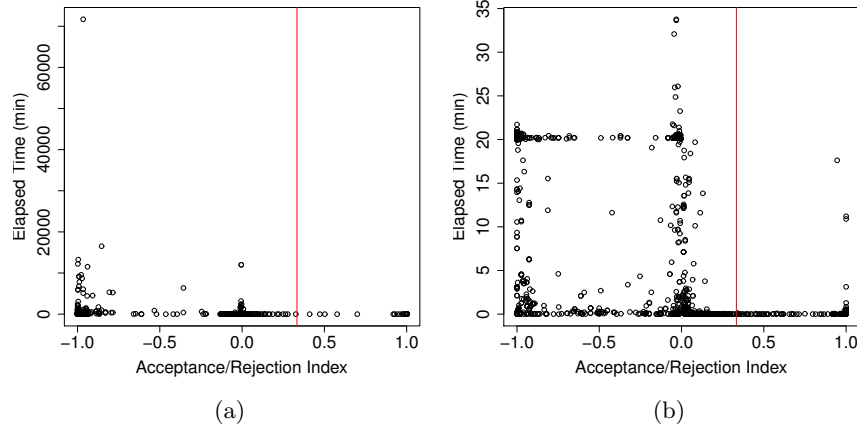 Elapsed Time (min)
0 20000 40000 60000
−1.0 −0.5 0.0 0.5 1.0
Acceptance/Rejection Index
(a)
Elapsed Time (min)
0 5 10 15 20 25 30 35
−1.0 −0.5 0.0 0.5 1.0
Acceptance/Rejection Index
(b)